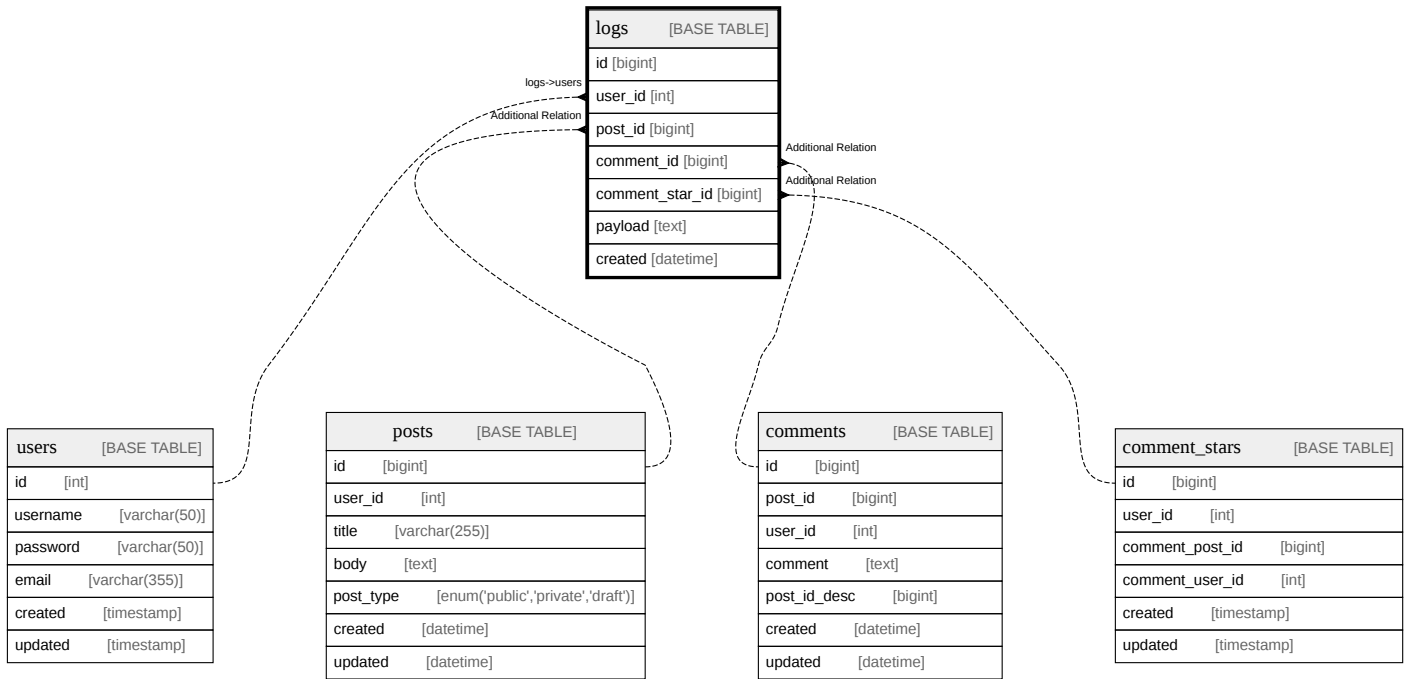 logs [BASE TABLE]
id [bigint]
logs->users
user_id [int]
Additional Relation
post_id [bigint]
Additional Relation
comment_id [bigint]
Additional Relation
comment_star_id [bigint]
payload [text]
created [datetime]
users [BASE TABLE]
id [int]
username [varchar(50)]
password [varchar(50)]
email [varchar(355)]
created [timestamp]
updated [timestamp]
posts [BASE TABLE]
id [bigint]
user_id [int]
title [varchar(255)]
body [text]
post_type [enum('public','private','draft')]
created [datetime]
updated [datetime]
comments [BASE TABLE]
id [bigint]
post_id [bigint]
user_id [int]
comment [text]
post_id_desc [bigint]
created [datetime]
updated [datetime]
comment_stars [BASE TABLE]
id [bigint]
user_id [int]
comment_post_id [bigint]
comment_user_id [int]
created [timestamp]
updated [timestamp]